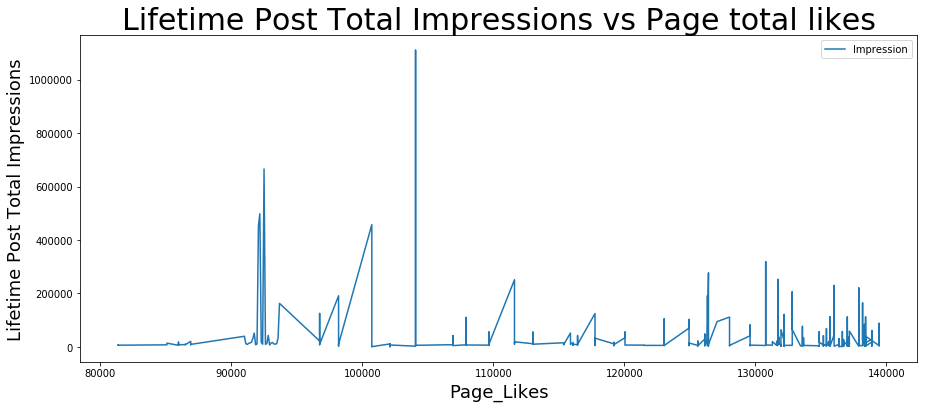 Lifetime Post Total Impressions vs Page total likes
Impression
Lifetime Post Total Impressions
1000000
800000
600000
400000
200000
0
80000 90000 100000 110000 120000 130000 140000
Page_Likes